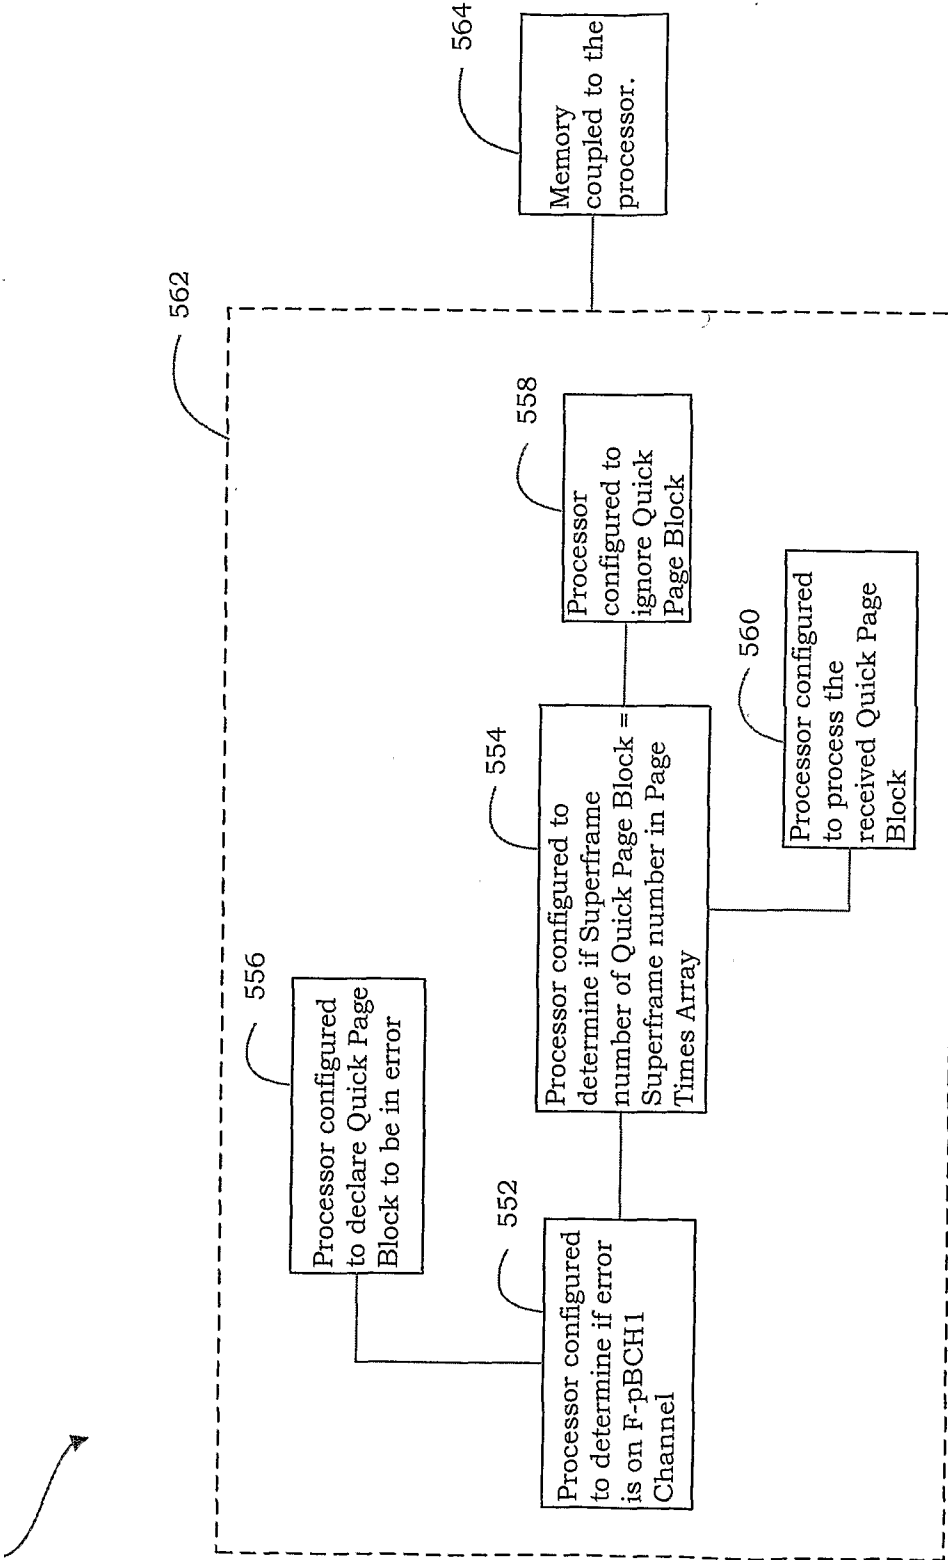 562
556
Processor configured
to declare Quick Page
Block to be in error
552
Processor configured
to determine if error
is on F-pBCH1
Channel
554
Processor configured to
determine if Superframe
number of Quick Page Block =
Superframe number in Page
Times Array
558
Processor
configured to
ignore Quick
Page Block
560
Processor configured
to process the
received Quick Page
Block
564
Memory
coupled to the
processor.